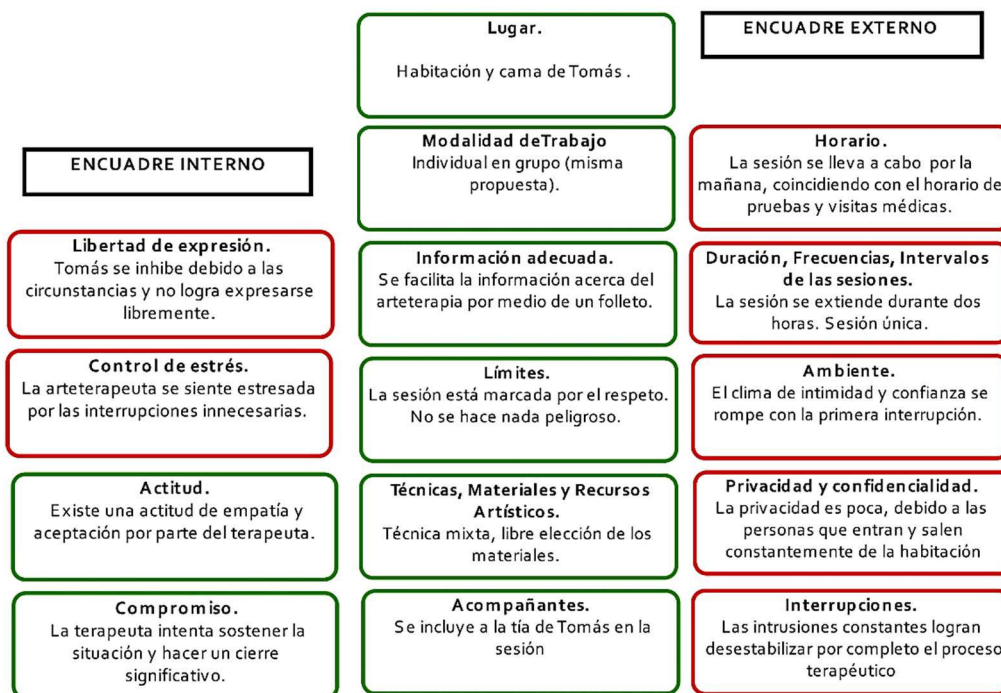 ENCUADRE INTERNO
Libertad de expresión.
Tomás se inhibe debido a las
circunstancias y no logra expresarse
libremente.
Control de estrés.
La arteterapeuta se siente estresada
por las interrupciones innecesarias.
Actitud.
Existe una actitud de empatía y
aceptación por parte del terapeuta.
Compromiso.
La terapeuta intenta sostener la
situación y hacer un cierre
significativo.
Lugar.
Habitación y cama de Tomás .
Modalidad deTrabajo
Individual en grupo (misma
propuesta).
Información adecuada.
Se facilita la información acerca del
arteterapia por medio de un folleto.
Límites.
La sesión está marcada por el respeto.
No se hace nada peligroso.
Técnicas, Materiales y Recursos
Artísticos.
Técnica mixta, libre elección de los
materiales.
Acompañantes.
Se incluye a la tía de Tomás en la
sesión
ENCUADRE EXTERNO
Horario.
La sesión se lleva a cabo por la
mañana, coincidiendo con el horario de
pruebas y visitas médicas.
Duración, Frecuencias, Intervalos
de las sesiones.
La sesión se extiende durante dos
horas. Sesión única.
Ambiente.
El clima de intimidad y confianza se
rompe con la primera interrupción.
Privacidad y confidencialidad.
La privacidad es poca, debido a las
personas que entran y salen
constantemente de la habitación
Interrupciones.
Las intrusiones constantes logran
desestabilizar por completo el proceso
terapéutico